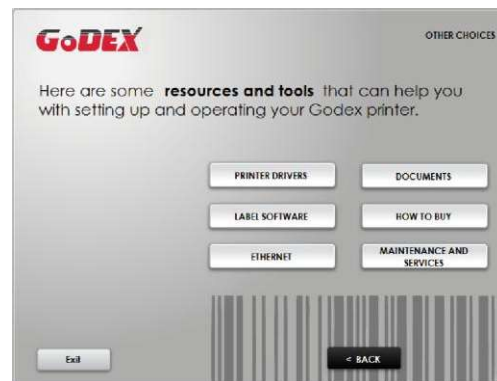 GODEX
OTHER CHOICES
Here are some resources and tools that can help you
with setting up and operating your Godex printer.
PRINTER DRIVERS
DOCUMENTS
LABEL SOFTWARE
HOW TO BUY
ETHERNET
MAINTENANCE AND
SERVICES
Exit
< BACK